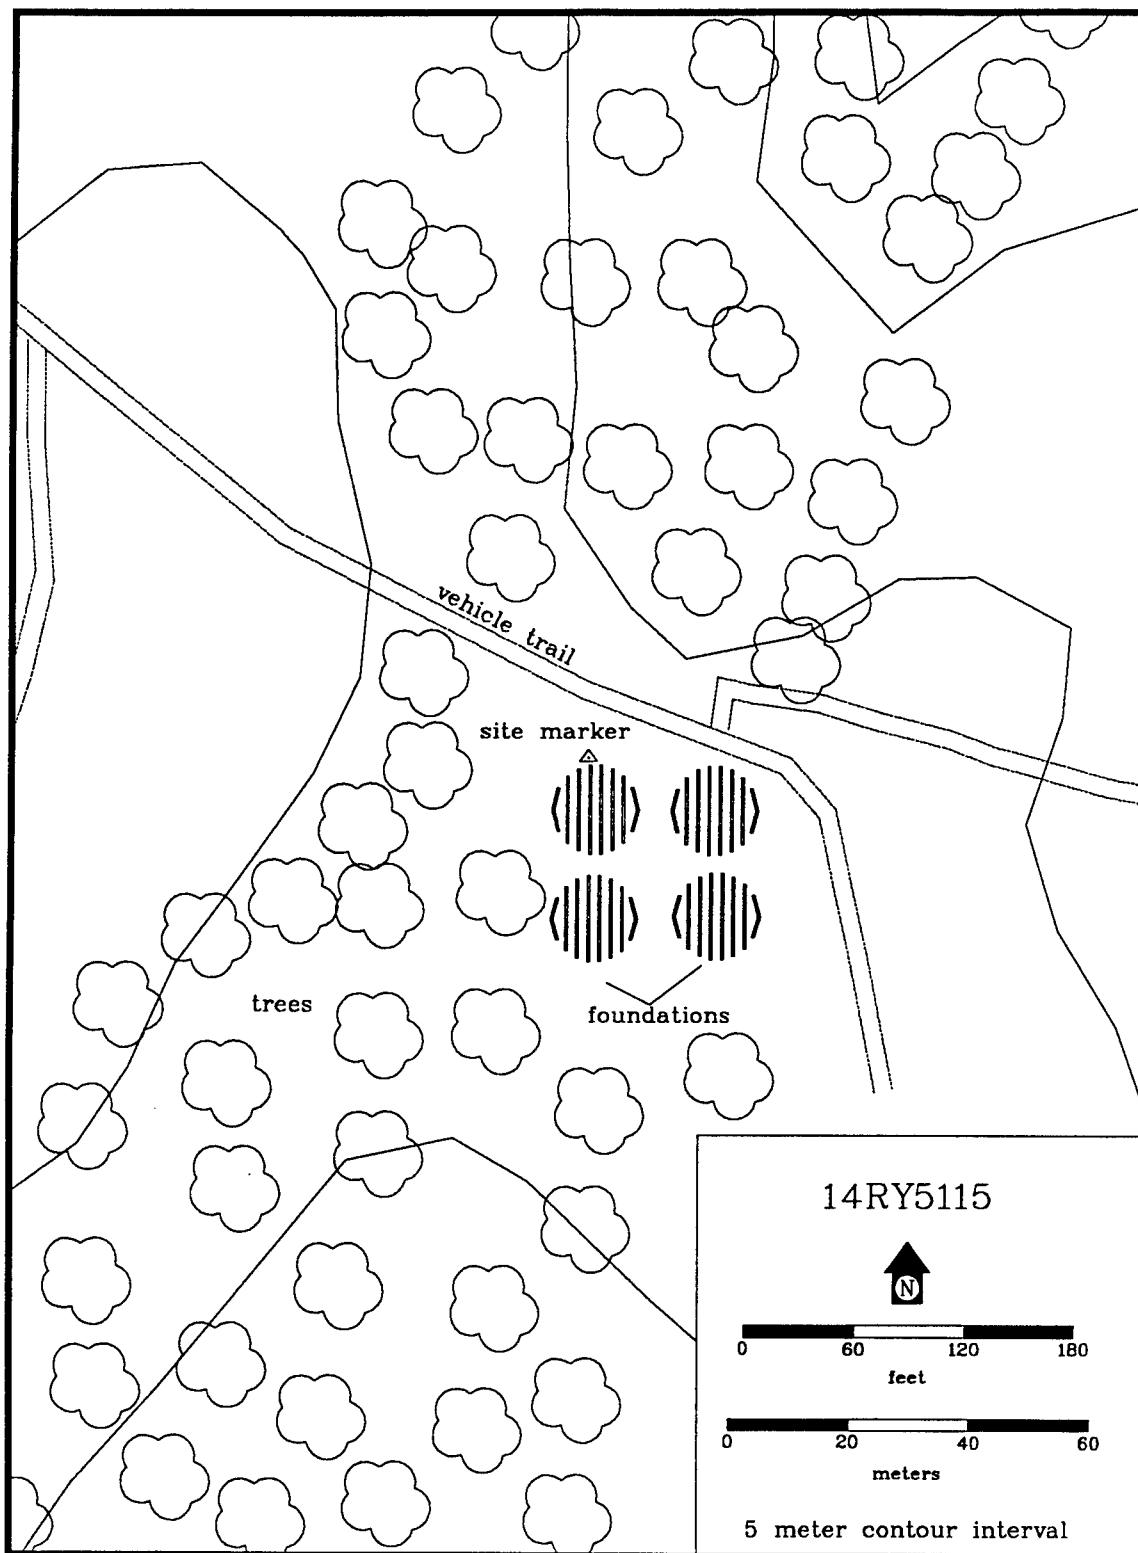 vehicle trail
site marker
trees
foundations
14RY5115
N
0 60 120 180
feet
0 20 40 60
meters
5 meter contour interval